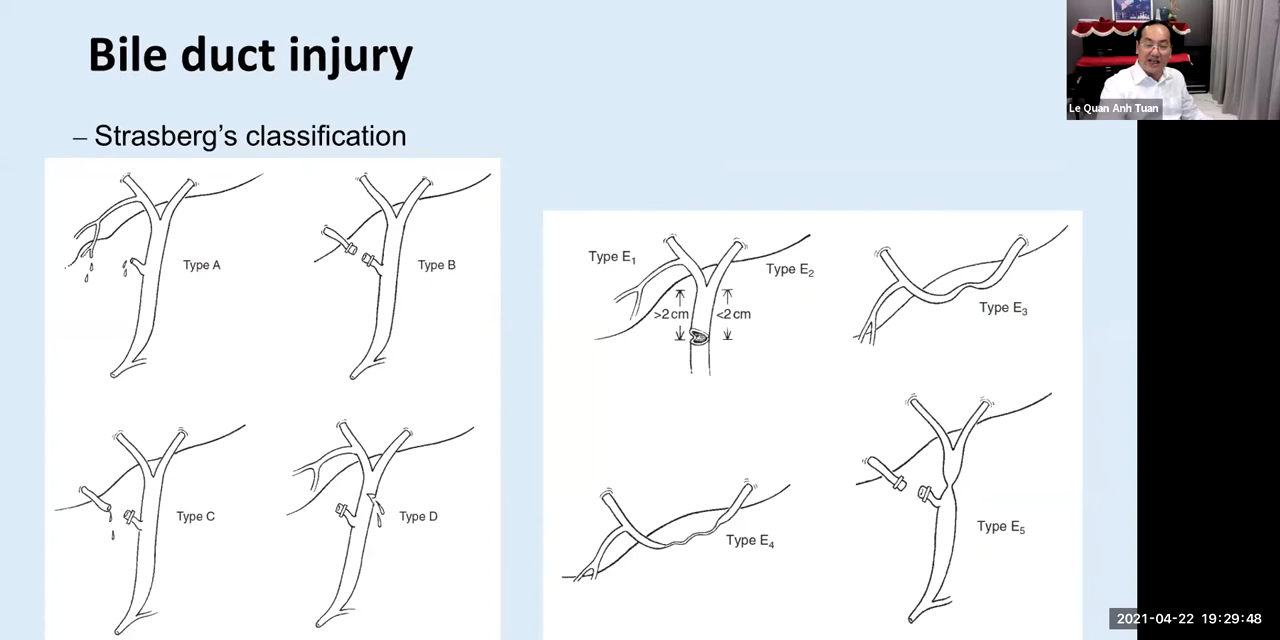 Bile duct injury
Le Quan Anh Tuan
– Strasberg's classification
Type A
Type B
Type C
Type D
Type E₁
Type E₂
>2 cm
<2 cm
Type E₃
Type E₄
Type E₅
2021-04-22 19:29:48